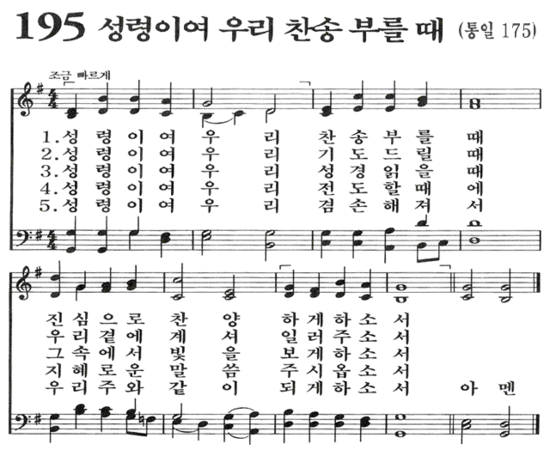 195 성령이여 우리 찬송 부를 때 (통일 175)
조금 빠르게
1.성 령 이 여 우 리 찬 송 부 를 때
2.성 령 이 여 우 리 기 도 드 릴 때
3.성 령 이 여 우 리 성 경 읽 을 때
4.성 령 이 여 우 리 전 도 할 때 에
5.성 령 이 여 우 리 겸 손 해 져 서
진 심 으 로 찬 양 하 게 하 소 서
우 리 곁 에 계 셔 일 러 주 소 서
그 속 에 서 빛 을 보 게 하 소 서
지 혜 로 운 말 씀 주 시 옵 소 서
우 리 주 와 같 이 되 게 하 소 서 아 멘